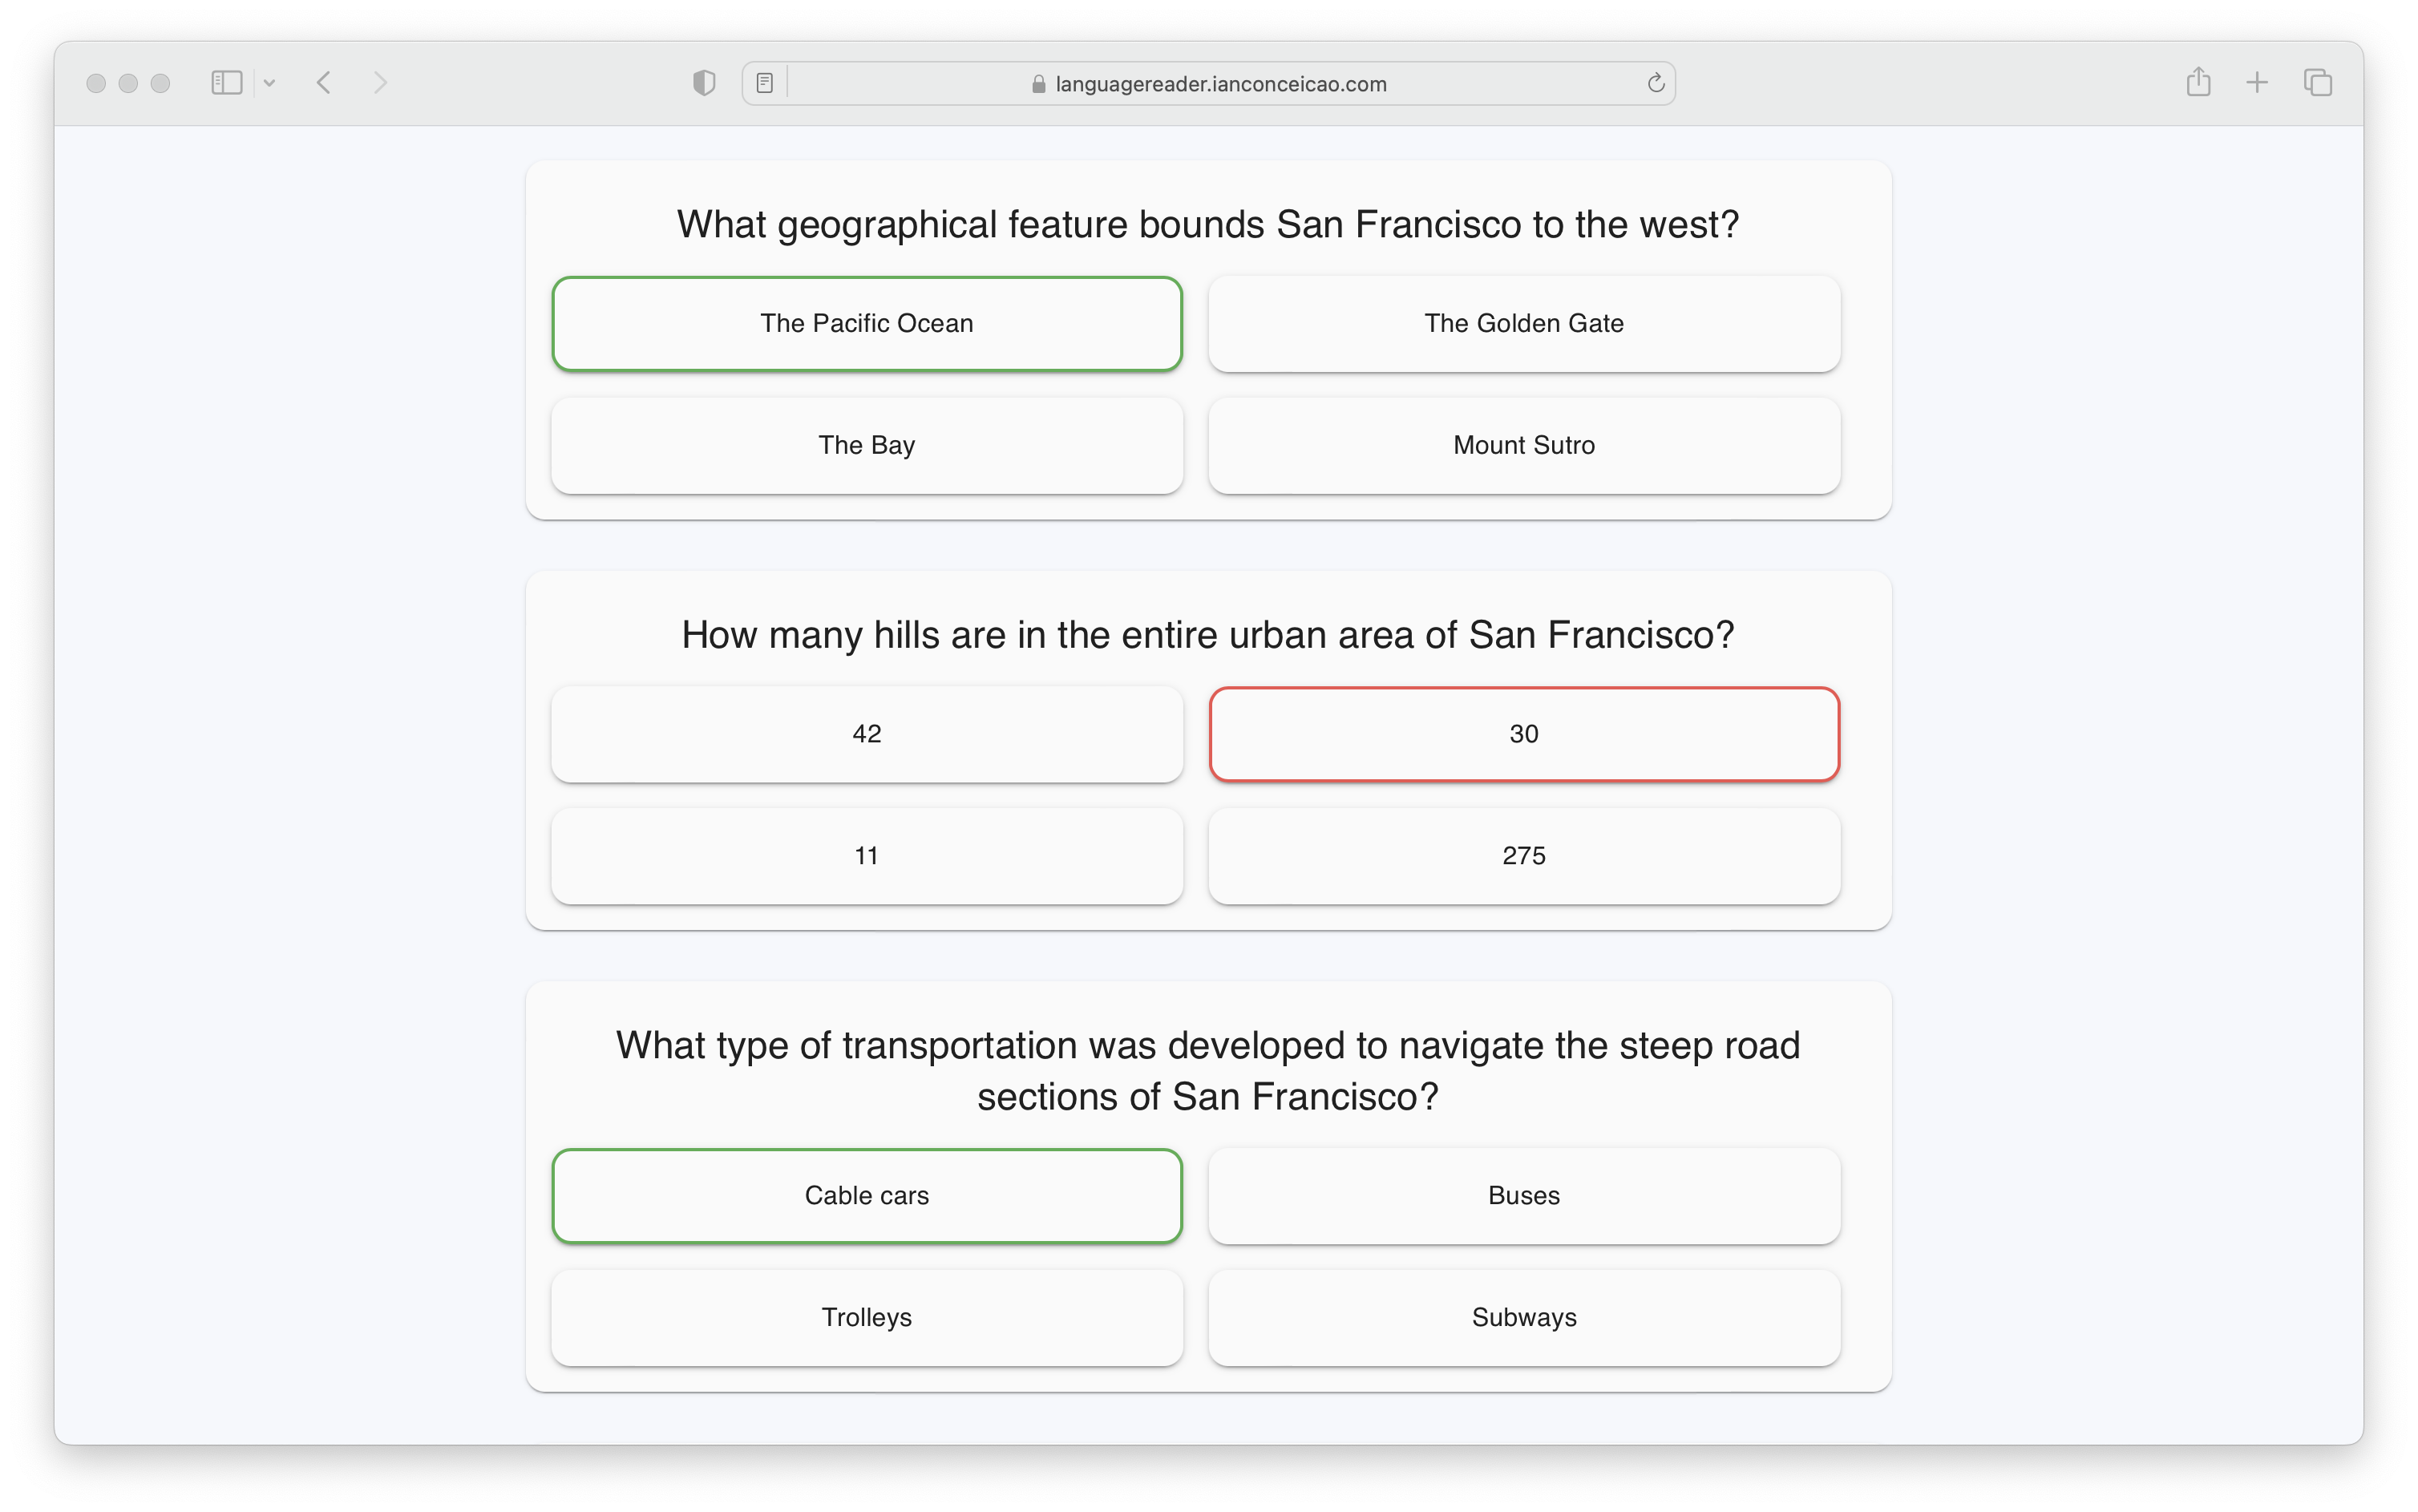 languagereader.ianconceicao.com
What geographical feature bounds San Francisco to the west?
The Pacific Ocean
The Golden Gate
The Bay
Mount Sutro
How many hills are in the entire urban area of San Francisco?
42
30
11
275
What type of transportation was developed to navigate the steep road
sections of San Francisco?
Cable cars
Buses
Trolleys
Subways